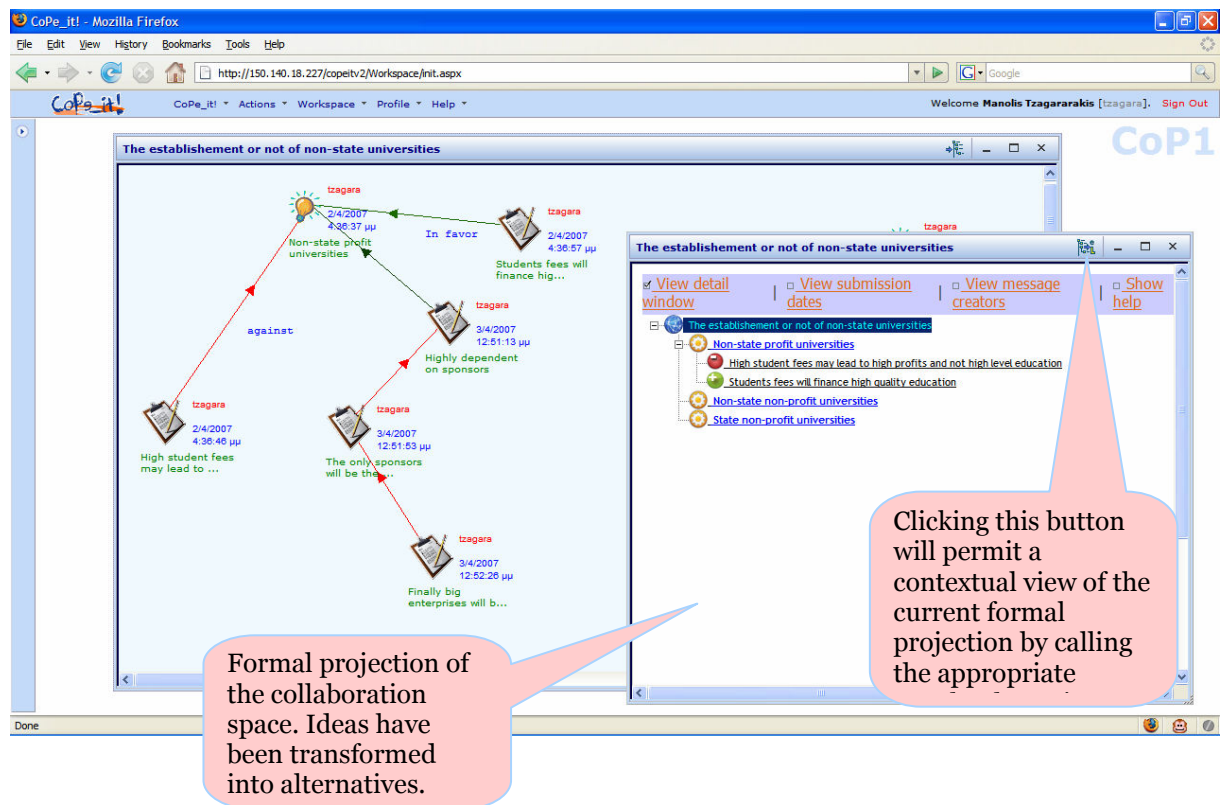 CoPe_it! - Mozilla Firefox
File Edit View History Bookmarks Tools Help
http://150.140.18.227/copeitv2/Workspace/init.aspx
Google
CoPe_it!
CoPe_it! Actions Workspace Profile Help
Welcome Manolis Tzagararakis [tzagara]. Sign Out
CoP1
The establishement or not of non-state universities
tzagara
2/4/2007
4:36:37 μμ
Non-state profit
universities
In favor
tzagara
2/4/2007
4:36:57 μμ
Students fees will
finance hig...
tzagara
3/4/2007
12:51:13 μμ
Highly dependent
on sponsors
against
tzagara
2/4/2007
4:36:46 μμ
High student fees
may lead to ...
tzagara
3/4/2007
12:51:53 μμ
The only sponsors
will be the ...
tzagara
3/4/2007
12:52:26 μμ
Finally big
enterprises will b...
tzagara
The establishement or not of non-state universities
View detail
window
|
View submission
dates
|
View message
creators
|
Show
help
The establishement or not of non-state universities
Non-state profit universities
High student fees may lead to high profits and not high level education
Students fees will finance high quality education
Non-state non-profit universities
State non-profit universities
Clicking this button
will permit a
contextual view of the
current formal
projection by calling
the appropriate
Formal projection of
the collaboration
space. Ideas have
been transformed
into alternatives.
Done